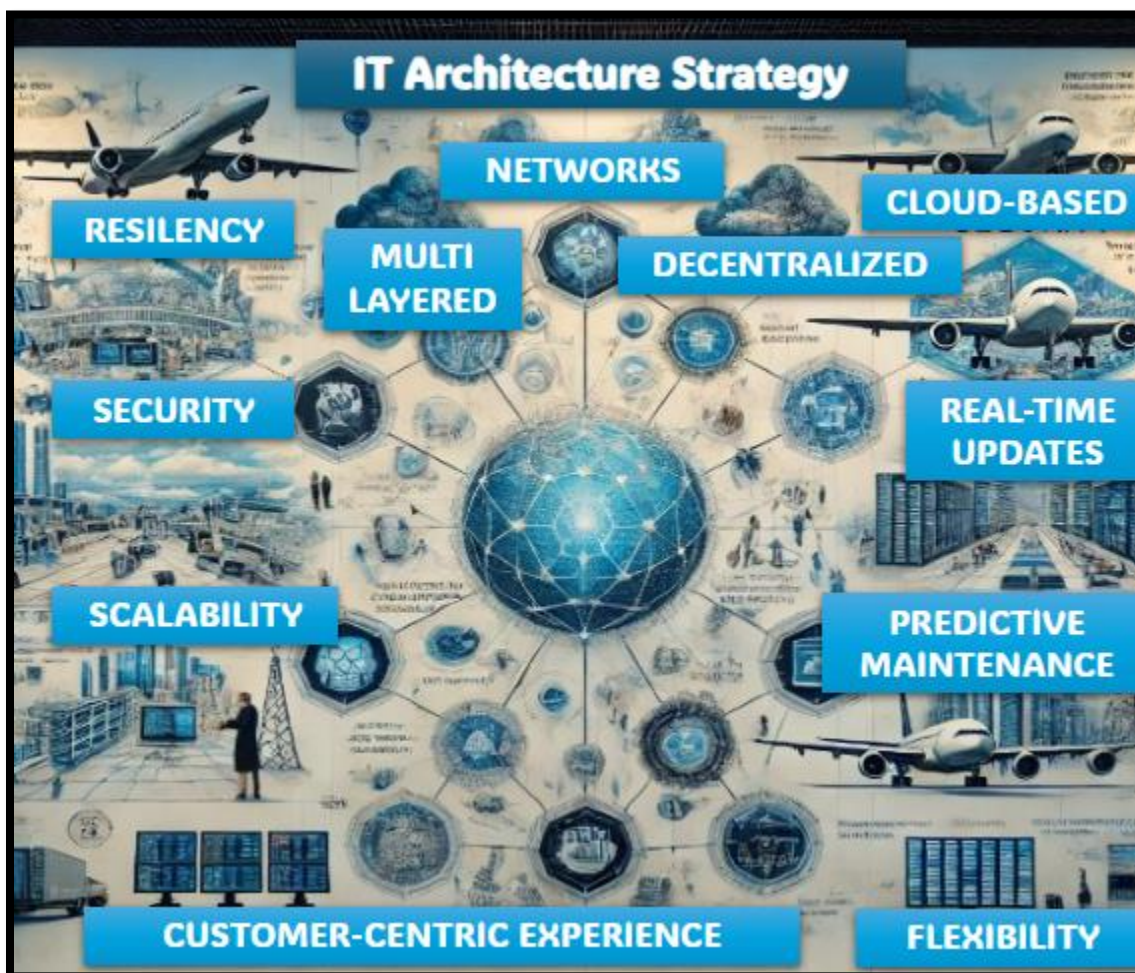 IT Architecture Strategy
NETWORKS
CLOUD-BASED
RESILENCY
MULTI
LAYERED
DECENTRALIZED
SECURITY
REAL-TIME
UPDATES
SCALABILITY
PREDICTIVE
MAINTENANCE
CUSTOMER-CENTRIC EXPERIENCE
FLEXIBILITY